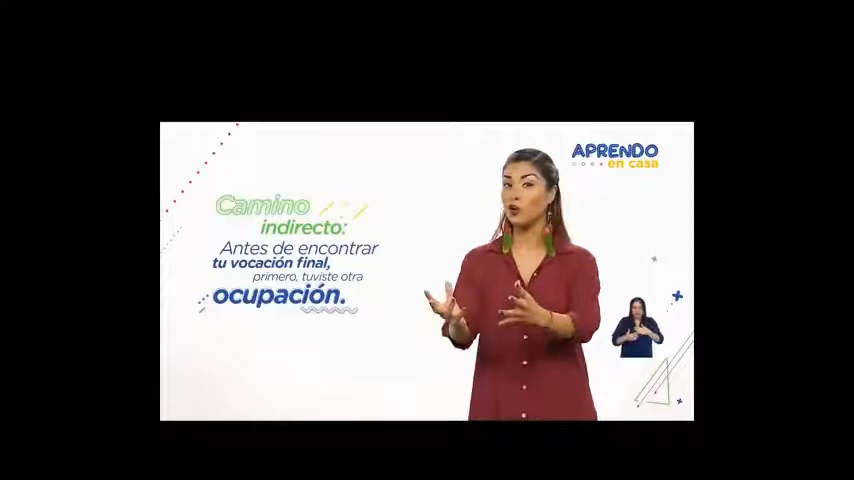 APRENDO
en casa
Camino
indirecto:
Antes de encontrar
tu vocación final,
primero, tuviste otra
ocupación.